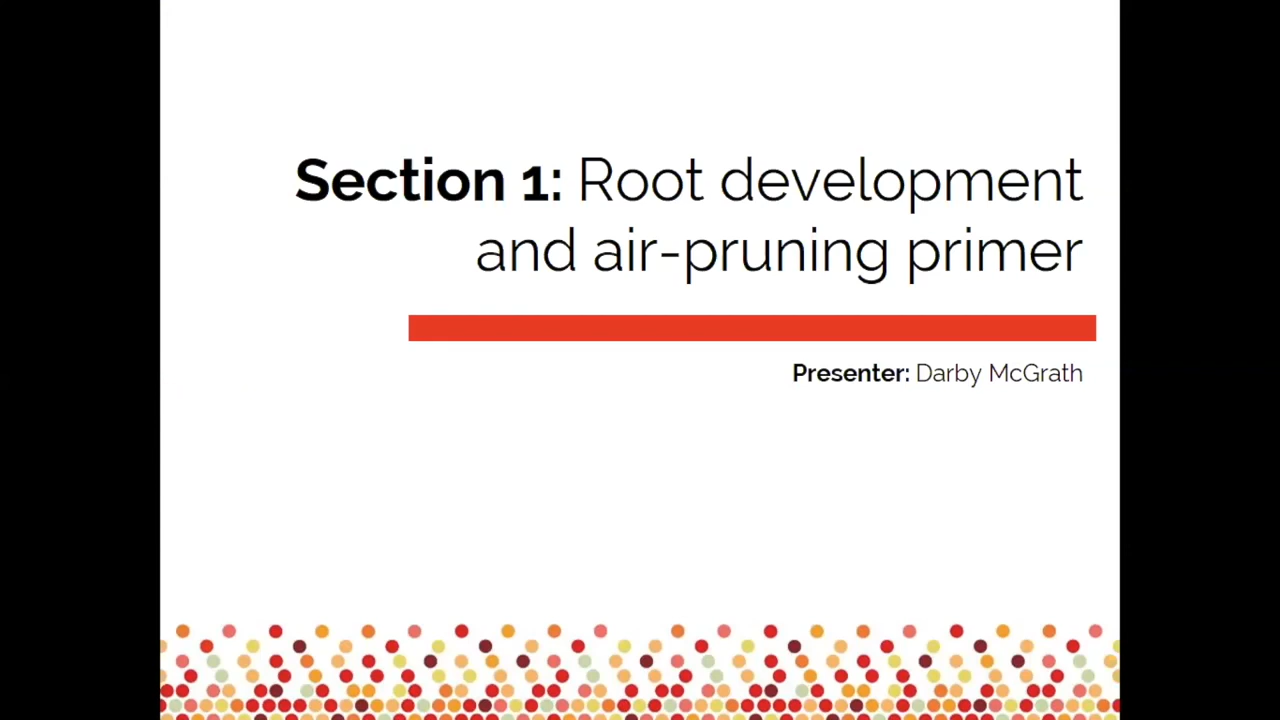 Section 1: Root development
and air-pruning primer
Presenter: Darby McGrath